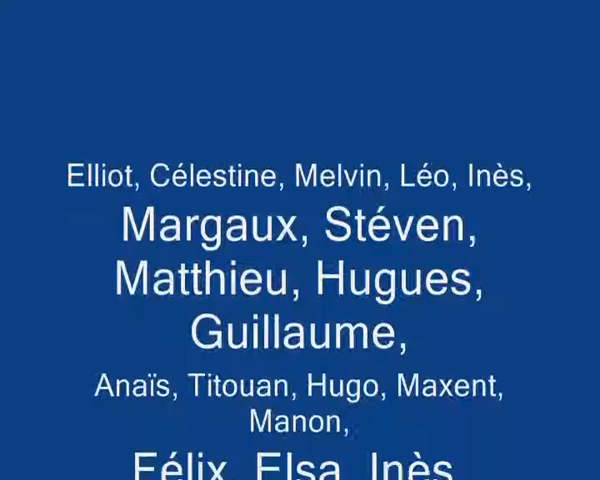 Elliot, Célestine, Melvin, Léo, Inès,
Margaux, Stéven,
Matthieu, Hugues,
Guillaume,
Anaïs, Titouan, Hugo, Maxent,
Manon,
Félix, Elsa, Inès